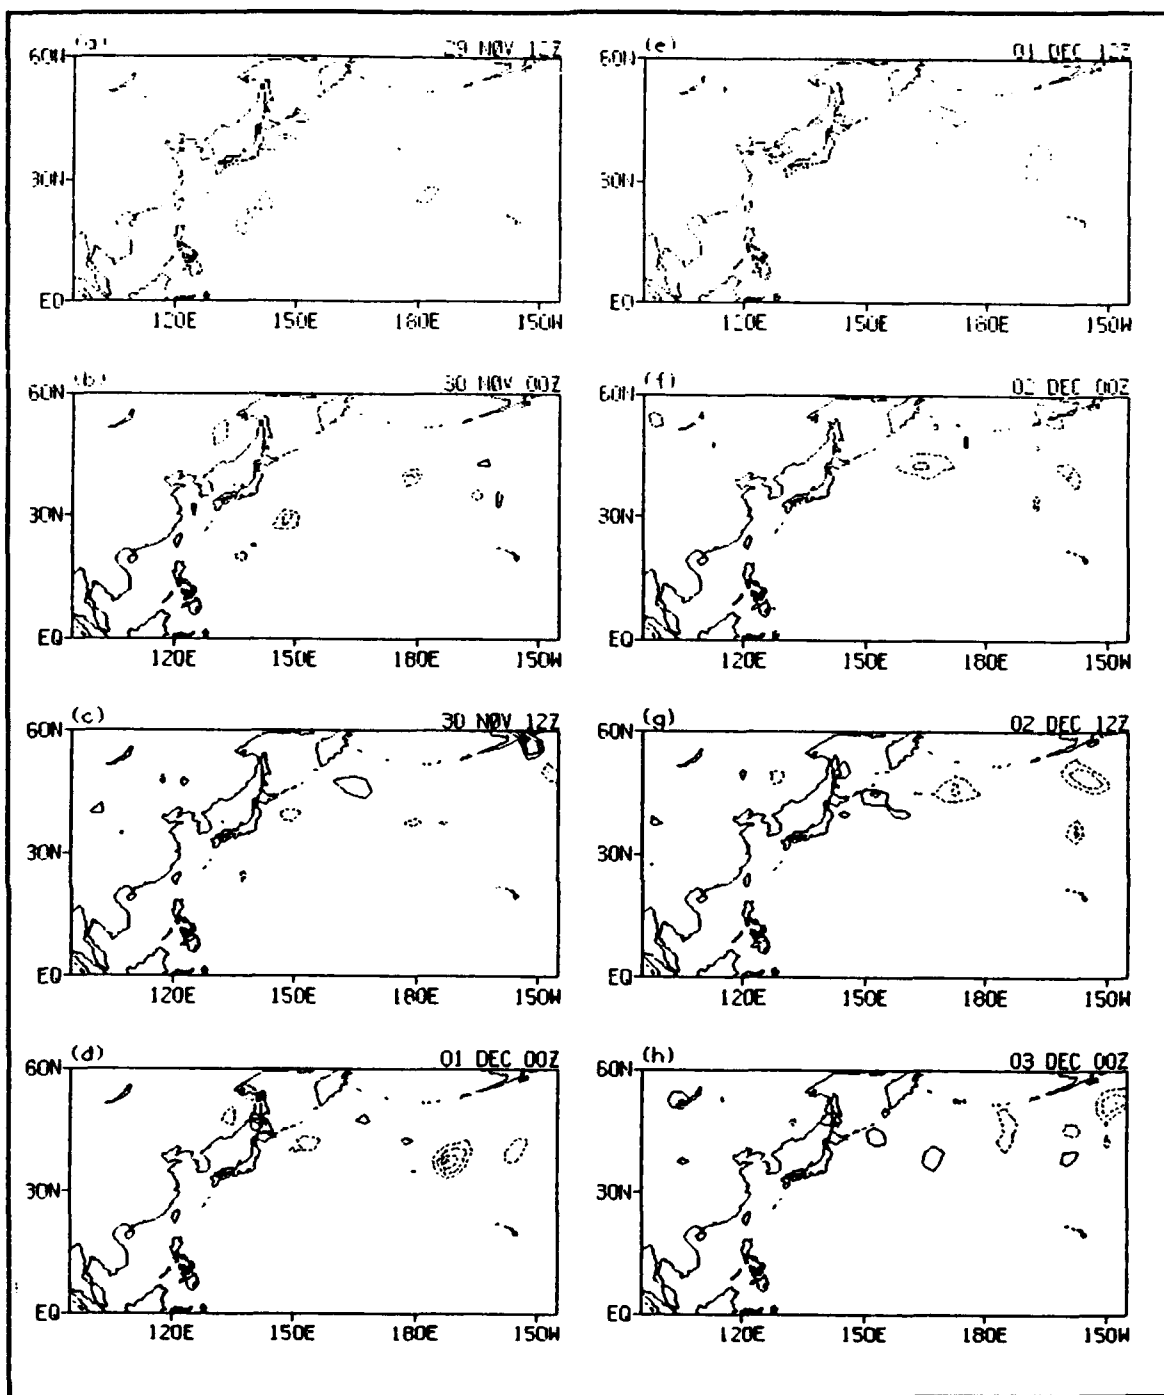 (a) 29 NOV 12Z
60N
30N
EQ
120E 150E 180E 150W
(b) 30 NOV 00Z
60N
30N
EQ
120E 150E 180E 150W
(c) 30 NOV 12Z
60N
30N
EQ
120E 150E 180E 150W
(d) 01 DEC 00Z
60N
30N
EQ
120E 150E 180E 150W
(e) 01 DEC 12Z
60N
30N
EQ
120E 150E 180E 150W
(f) 02 DEC 00Z
60N
30N
EQ
120E 150E 180E 150W
(g) 02 DEC 12Z
60N
30N
EQ
120E 150E 180E 150W
(h) 03 DEC 00Z
60N
30N
EQ
120E 150E 180E 150W